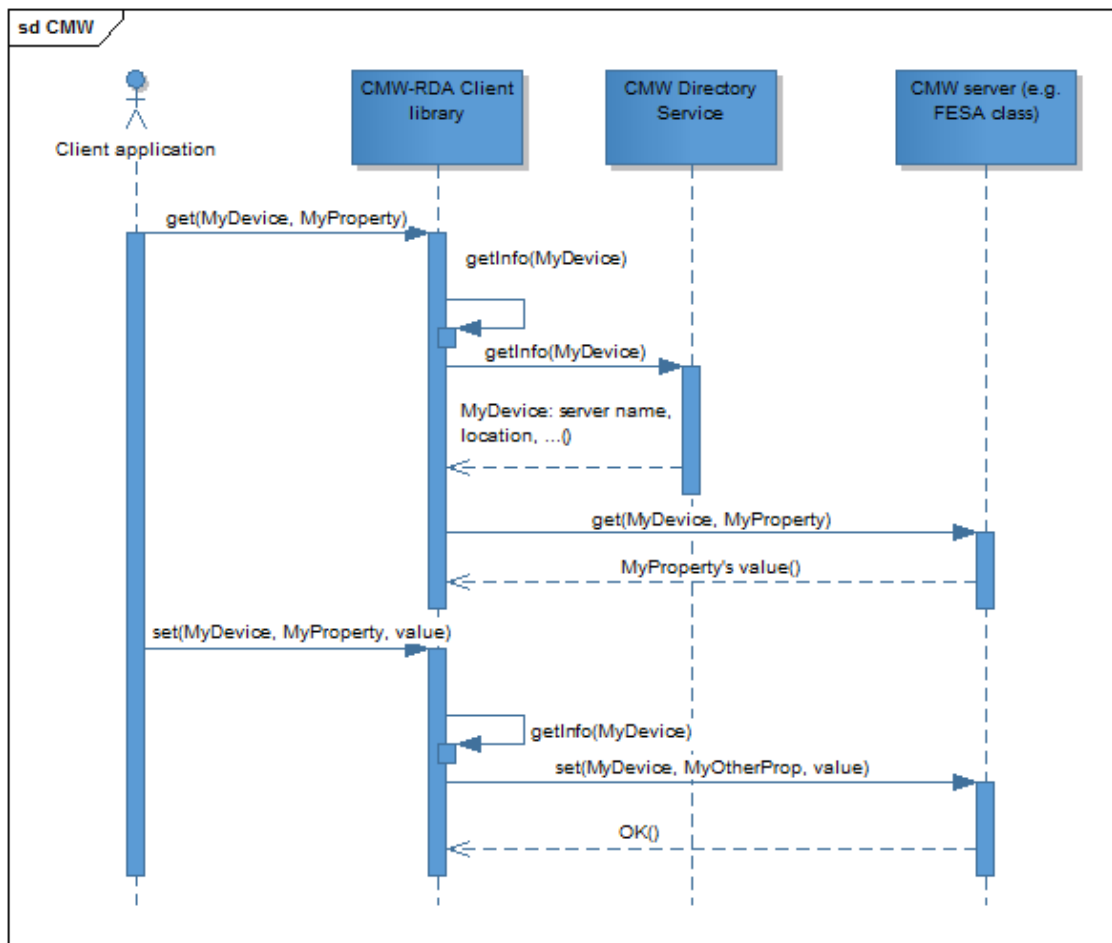 sd CMW
CMW-RDA Client
library
CMW Directory
Service
CMW server (e.g.
FESA class)
Client application
get(MyDevice, MyProperty)
getInfo(MyDevice)
getInfo(MyDevice)
MyDevice: server name,
location, ...()
get(MyDevice, MyProperty)
MyProperty's value()
set(MyDevice, MyProperty, value)
getInfo(MyDevice)
set(MyDevice, MyOtherProp, value)
OK()